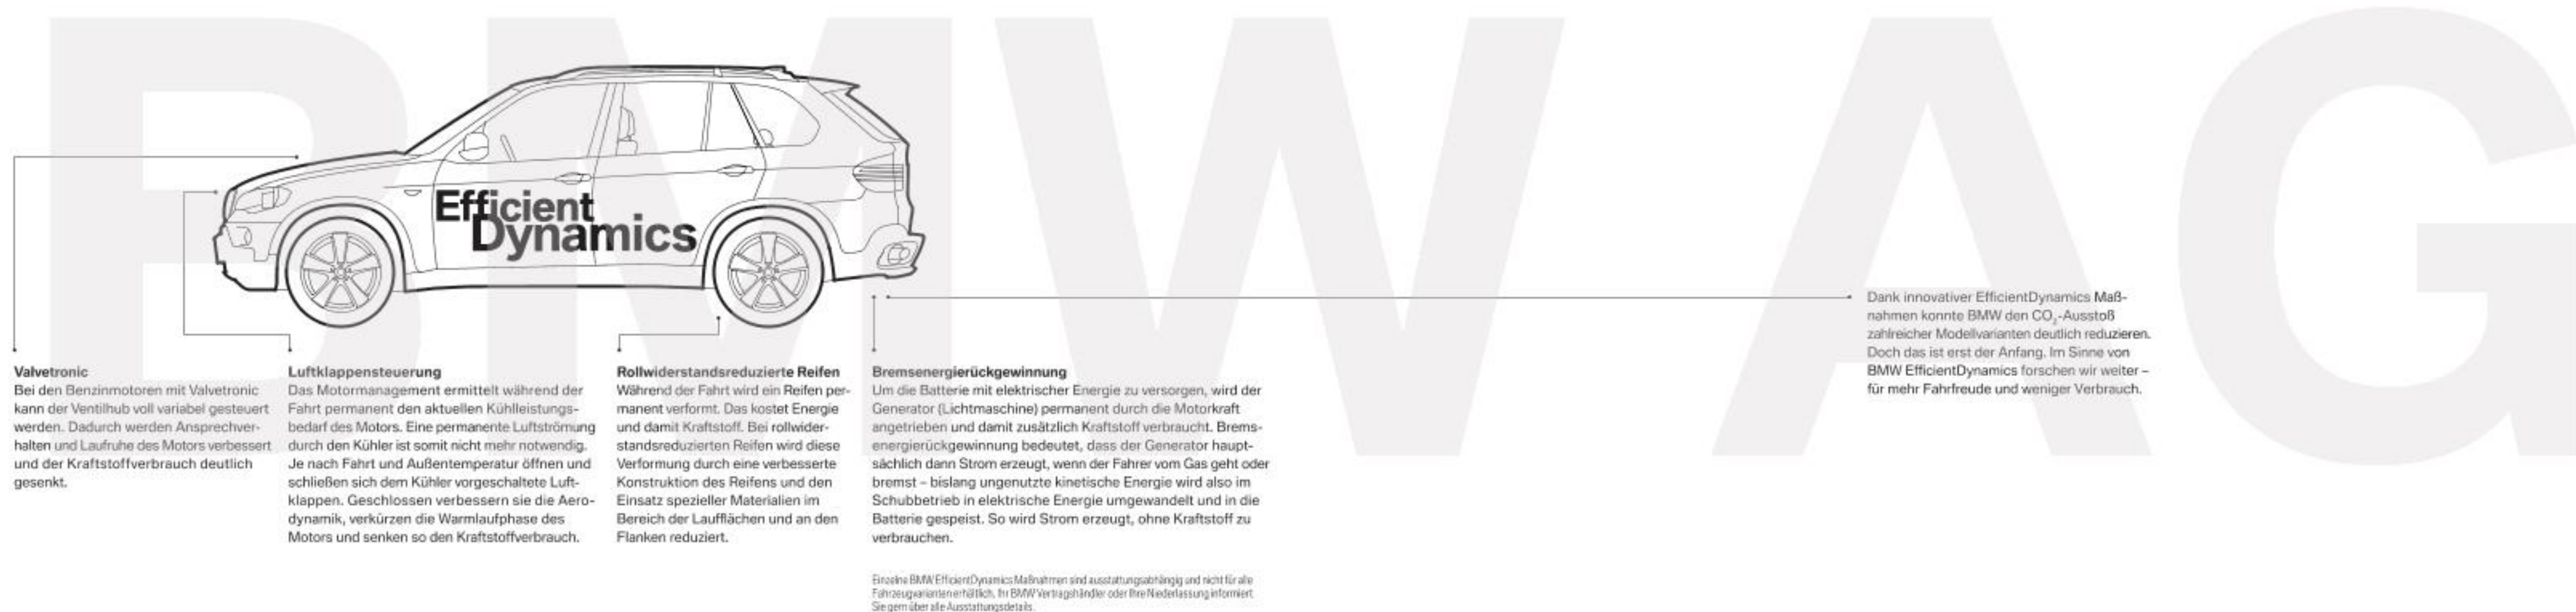 BMW AG
Efficient
Dynamics
Valvetronic
Bei den Benzinmotoren mit Valvetronic
kann der Ventilhub voll variabel gesteuert
werden. Dadurch werden Ansprechver-
halten und Laufruhe des Motors verbessert
und der Kraftstoffverbrauch deutlich
gesenkt.
Luftklappensteuerung
Das Motormanagement ermittelt während der
Fahrt permanent den aktuellen Kühlleistungs-
bedarf des Motors. Eine permanente Luftströmung
durch den Kühler ist somit nicht mehr notwendig.
Je nach Fahrt und Außentemperatur öffnen und
schließen sich dem Kühler vorgeschaltete Luft-
klappen. Geschlossen verbessern sie die Aero-
dynamik, verkürzen die Warmlaufphase des
Motors und senken so den Kraftstoffverbrauch.
Rollwiderstandsreduzierte Reifen
Während der Fahrt wird ein Reifen per-
manent verformt. Das kostet Energie
und damit Kraftstoff. Bei rollwider-
standsreduzierten Reifen wird diese
Verformung durch eine verbesserte
Konstruktion des Reifens und den
Einsatz spezieller Materialien im
Bereich der Laufflächen und an den
Flanken reduziert.
Bremsenergierückgewinnung
Um die Batterie mit elektrischer Energie zu versorgen, wird der
Generator (Lichtmaschine) permanent durch die Motorkraft
angetrieben und damit zusätzlich Kraftstoff verbraucht. Brems-
energierückgewinnung bedeutet, dass der Generator haupt-
sächlich dann Strom erzeugt, wenn der Fahrer vom Gas geht oder
bremst – bislang ungenutzte kinetische Energie wird also im
Schubbetrieb in elektrische Energie umgewandelt und in die
Batterie gespeist. So wird Strom erzeugt, ohne Kraftstoff zu
verbrauchen.
Einzelne BMW EfficientDynamics Maßnahmen sind ausstattungsabhängig und nicht für alle
Fahrzeugvarianten erhältlich. Ihr BMW Vertragshändler oder Ihre Niederlassung informiert
Sie gern über alle Ausstattungsdetails.
Dank innovativer EfficientDynamics Maß-
nahmen konnte BMW den CO₂-Ausstoß
zahlreicher Modellvarianten deutlich reduzieren.
Doch das ist erst der Anfang. Im Sinne von
BMW EfficientDynamics forschen wir weiter –
für mehr Fahrfreude und weniger Verbrauch.